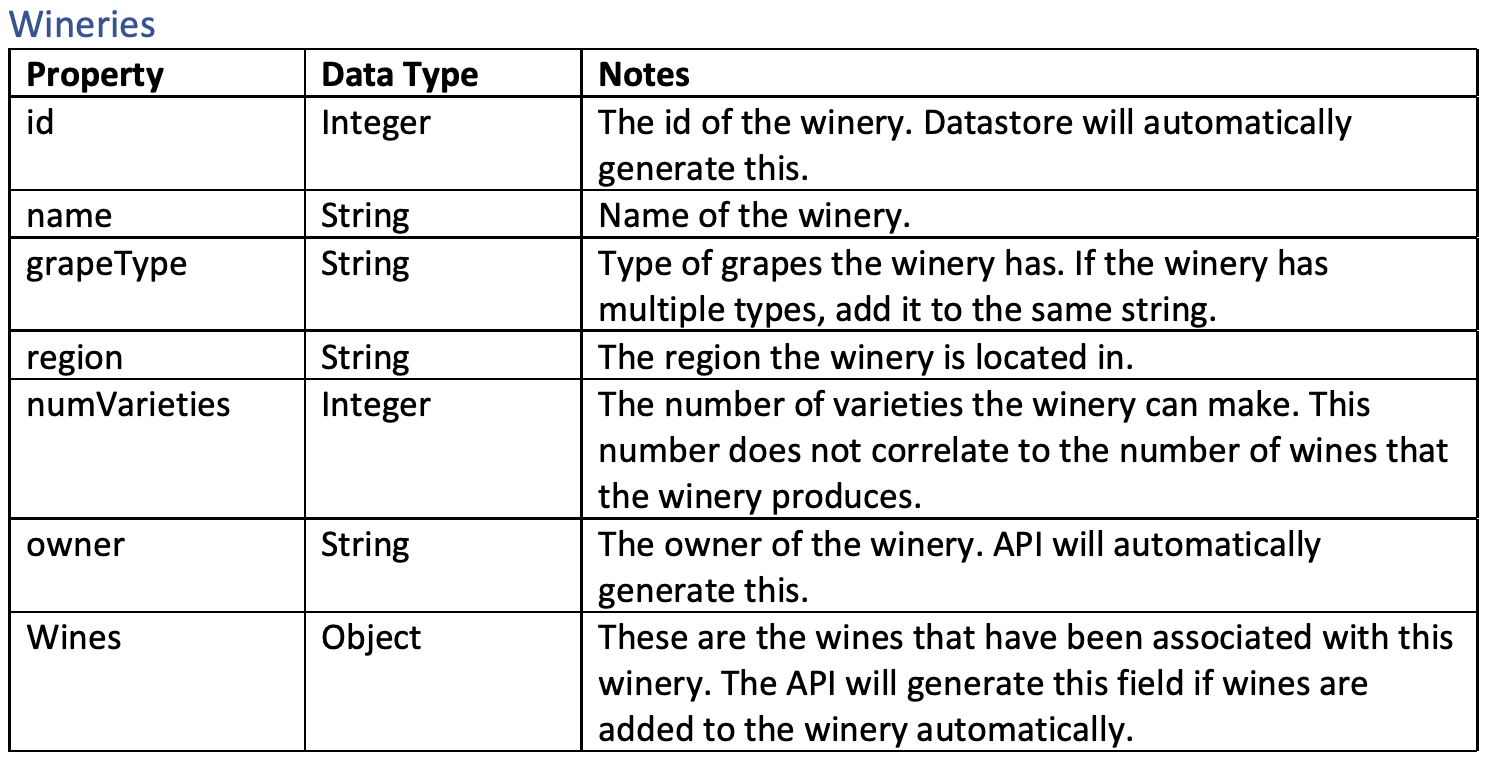 Wineries
Property Data Type Notes
id Integer The id of the winery. Datastore will automatically
generate this.
name String Name of the winery.
grapeType String Type of grapes the winery has. If the winery has
multiple types, add it to the same string.
region String The region the winery is located in.
numVarieties Integer The number of varieties the winery can make. This
number does not correlate to the number of wines that
the winery produces.
owner String The owner of the winery. API will automatically
generate this.
Wines Object These are the wines that have been associated with this
winery. The API will generate this field if wines are
added to the winery automatically.